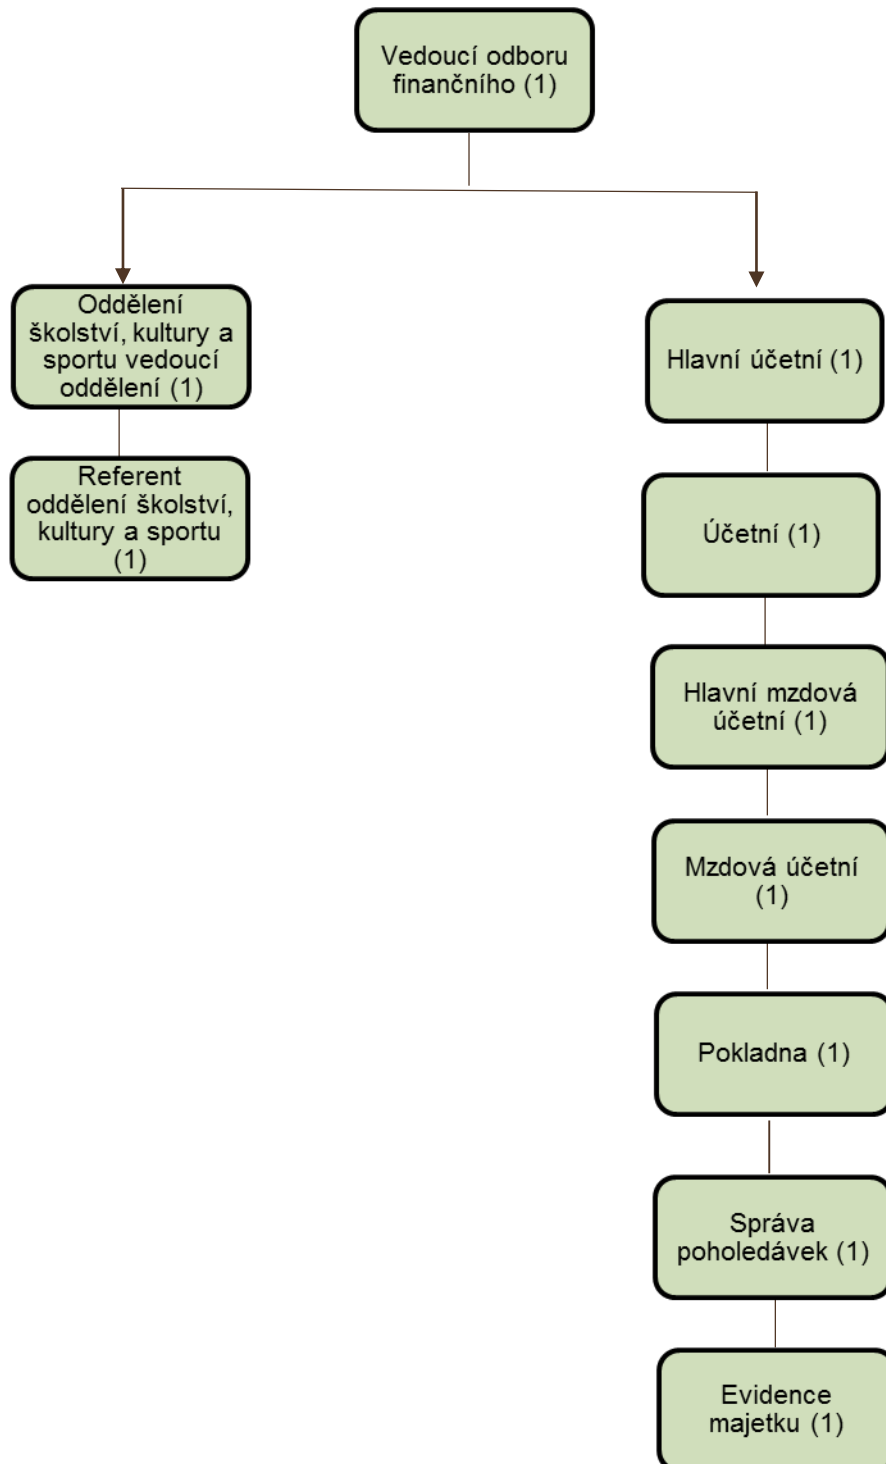 Vedoucí odboru
finančního (1)
Oddělení
školství, kultury a
sportu vedoucí
oddělení (1)
Referent
oddělení školství,
kultury a sportu
(1)
Hlavní účetní (1)
Účetní (1)
Hlavní mzdová
účetní (1)
Mzdová účetní
(1)
Pokladna (1)
Správa
poholedávek (1)
Evidence
majetku (1)